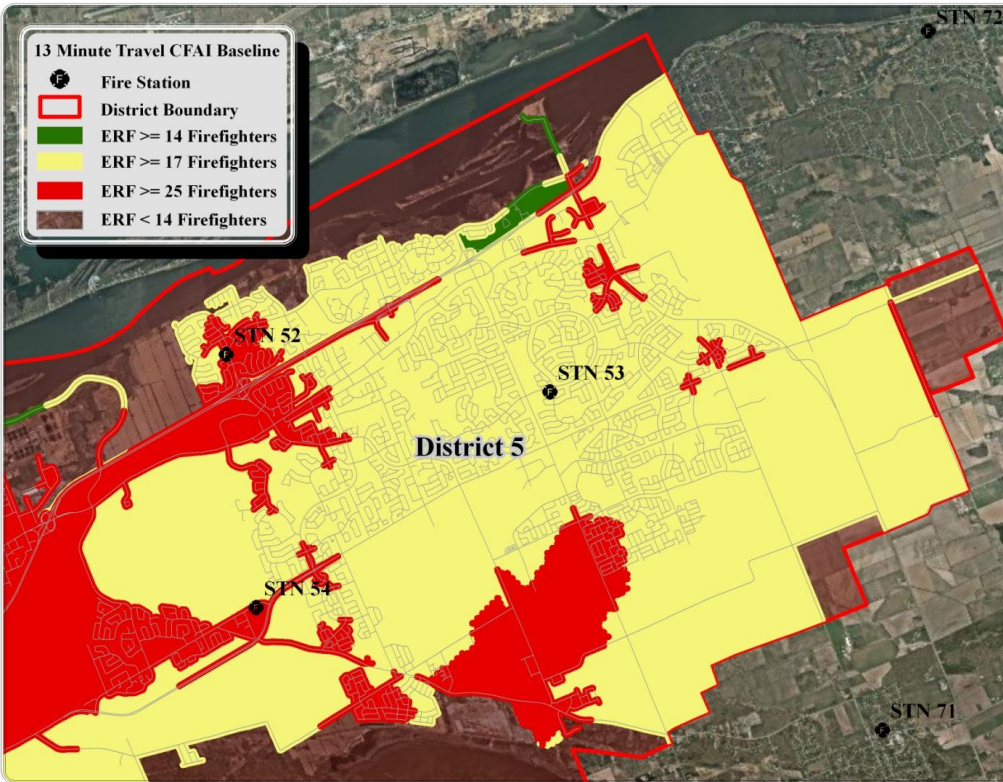 13 Minute Travel CFAI Baseline
F Fire Station
District Boundary
ERF >= 14 Firefighters
ERF >= 17 Firefighters
ERF >= 25 Firefighters
ERF < 14 Firefighters
STN 72
F
STN 52
F
STN 53
F
District 5
STN 54
F
STN 71
F